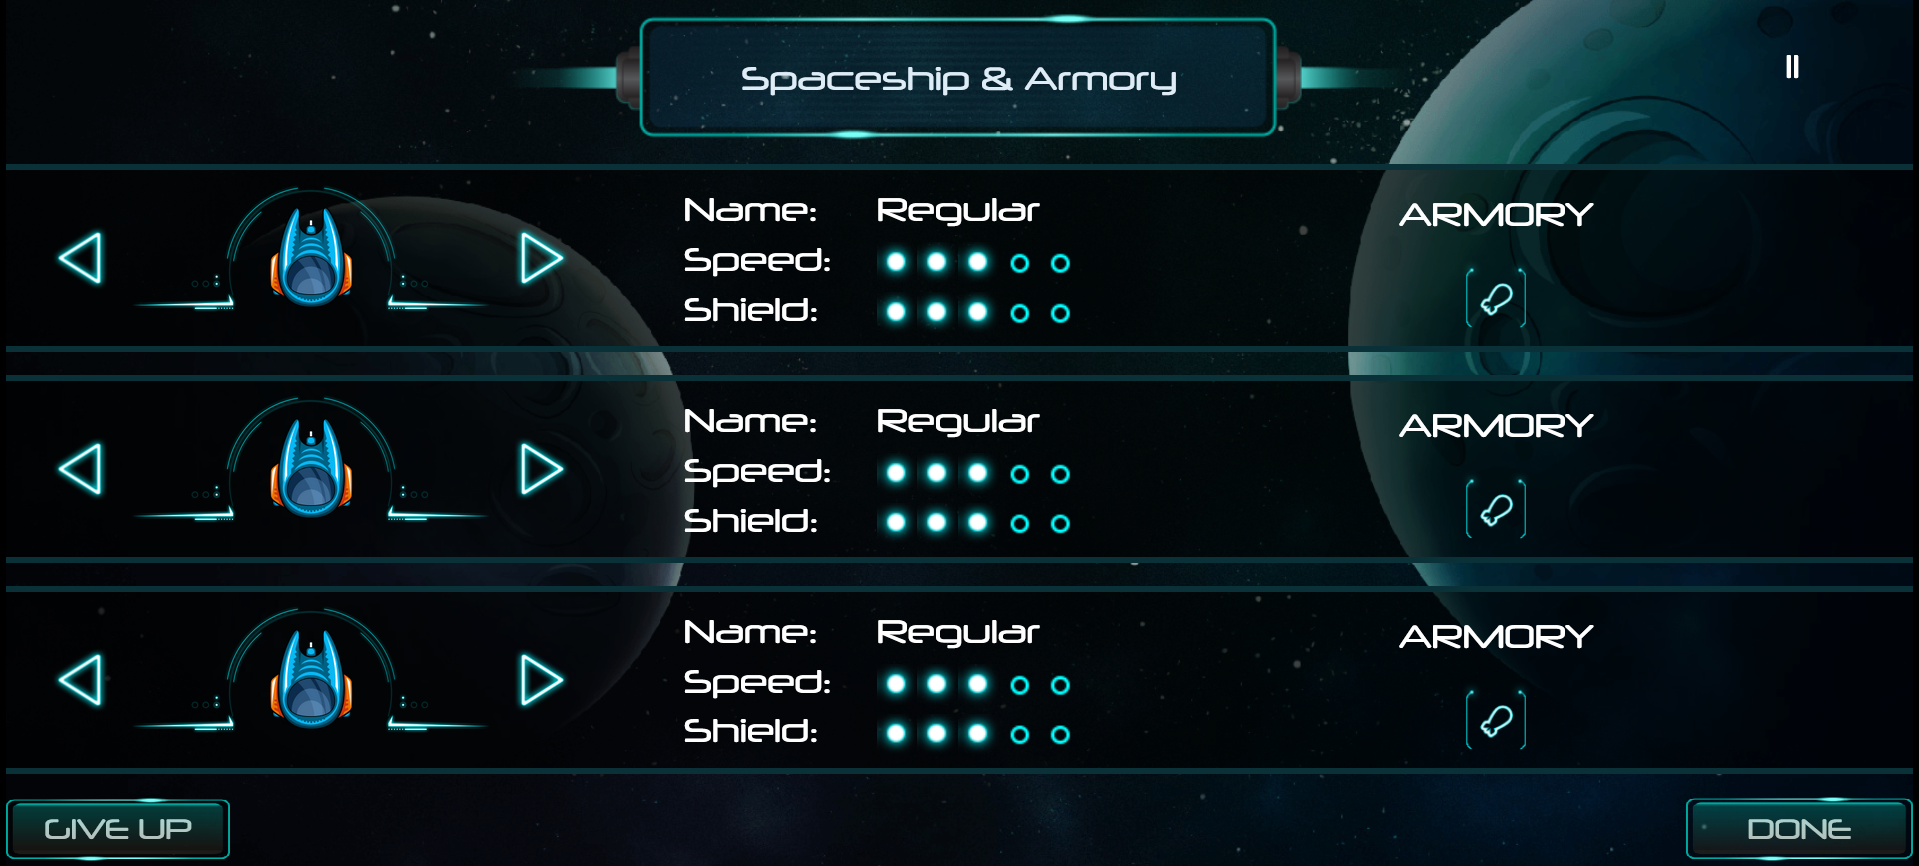 Spaceship & Armory
Name: Regular
Speed:
Shield:
ARMORY
Name: Regular
Speed:
Shield:
ARMORY
Name: Regular
Speed:
Shield:
ARMORY
GIVE UP
DONE